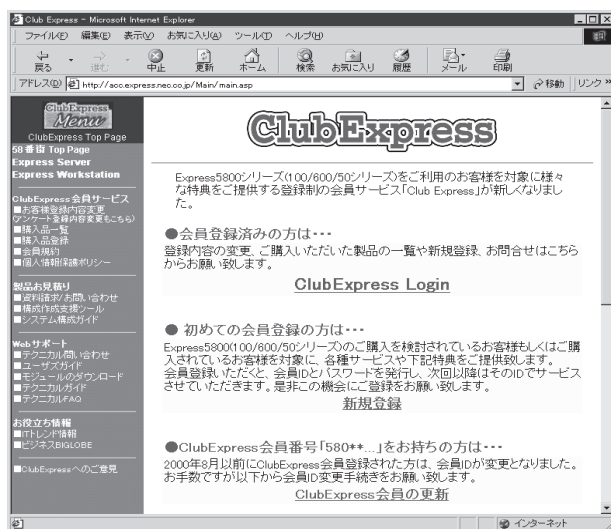 Club Express - Microsoft Internet Explorer
ファイル(F) 編集(E) 表示(V) お気に入り(A) ツール(T) ヘルプ(H)
戻る 進む 中止 更新 ホーム 検索 お気に入り 履歴 メール 印刷
アドレス(D) http://acc.express.nec.co.jp/Main/main.asp 移動 リンク »
ClubExpress
Menu
ClubExpress Top Page
58番街 Top Page
Express Server
Express Workstation
ClubExpress会員サービス
■お客様登録内容変更
(アンケート登録内容変更もこちら)
■購入品一覧
■購入品登録
■会員規約
■個人情報保護ポリシー
製品お見積り
■資料請求/お問い合わせ
■構成作成支援ツール
■システム構成ガイド
Webサポート
■テクニカル問い合わせ
■ユーザズガイド
■モジュールのダウンロード
■テクニカルガイド
■テクニカルFAQ
お役立ち情報
■ITトレンド情報
■ビジネスBIGLOBE
■ClubExpressへのご意見
ClubExpress
Express5800シリーズ(100/600/50シリーズ)をご利用のお客様を対象に様々
な特典をご提供する登録制の会員サービス「Club Express」が新しくなりまし
た。
●会員登録済みの方は･･･
登録内容の変更、ご購入いただいた製品の一覧や新規登録、お問合せはこちら
からお願い致します。
ClubExpress Login
● 初めての会員登録の方は･･･
Express5800(100/600/50シリーズ)のご購入を検討されているお客様もしくはご購
入されているお客様を対象に、各種サービスや下記特典をご提供致します。
会員登録いただくと、会員IDとパスワードを発行し、次回以降はそのIDでサービス
させていただきます。是非この機会にご登録をお願い致します。
新規登録
●ClubExpress会員番号「580**...」をお持ちの方は･･･
2000年8月以前にClubExpress会員登録された方は、会員IDが変更となりました。
お手数ですが以下から会員ID変更手続きをお願い致します。
ClubExpress会員の更新
インターネット